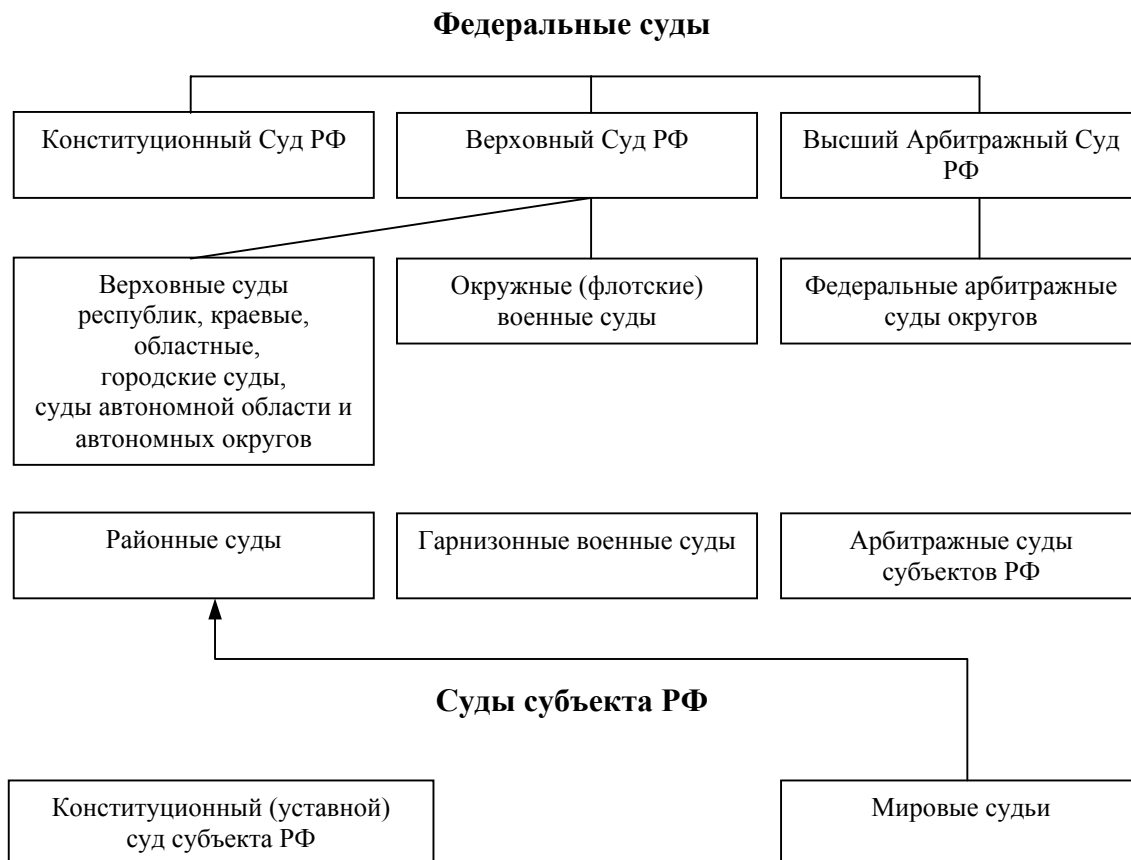 Федеральные суды
Конституционный Суд РФ
Верховный Суд РФ
Высший Арбитражный Суд
РФ
Верховные суды
республик, краевые,
областные,
городские суды,
суды автономной области и
автономных округов
Окружные (флотские)
военные суды
Федеральные арбитражные
суды округов
Районные суды
Гарнизонные военные суды
Арбитражные суды
субъектов РФ
Суды субъекта РФ
Конституционный (уставной)
суд субъекта РФ
Мировые судьи